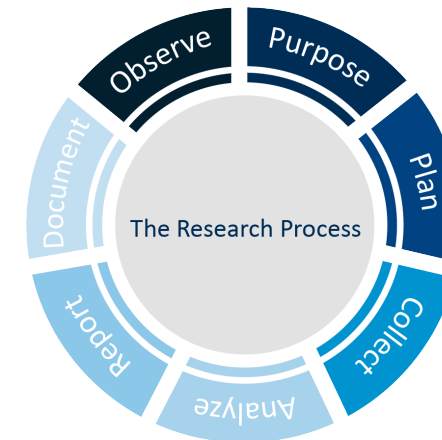 Observe
Purpose
Plan
Collect
Analyze
Report
Document
The Research Process